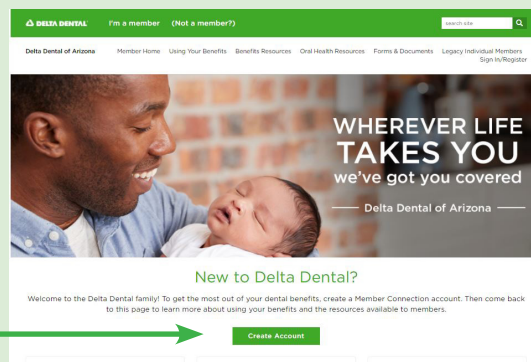 DELTA DENTAL I'm a member (Not a member?) search site
Delta Dental of Arizona Member Home Using Your Benefits Benefits Resources Oral Health Resources Forms & Documents Legacy Individual Members
Sign In/Register
WHEREVER LIFE
TAKES YOU
we've got you covered
Delta Dental of Arizona
New to Delta Dental?
Welcome to the Delta Dental family! To get the most out of your dental benefits, create a Member Connection account. Then come back
to this page to learn more about using your benefits and the resources available to members.
Create Account